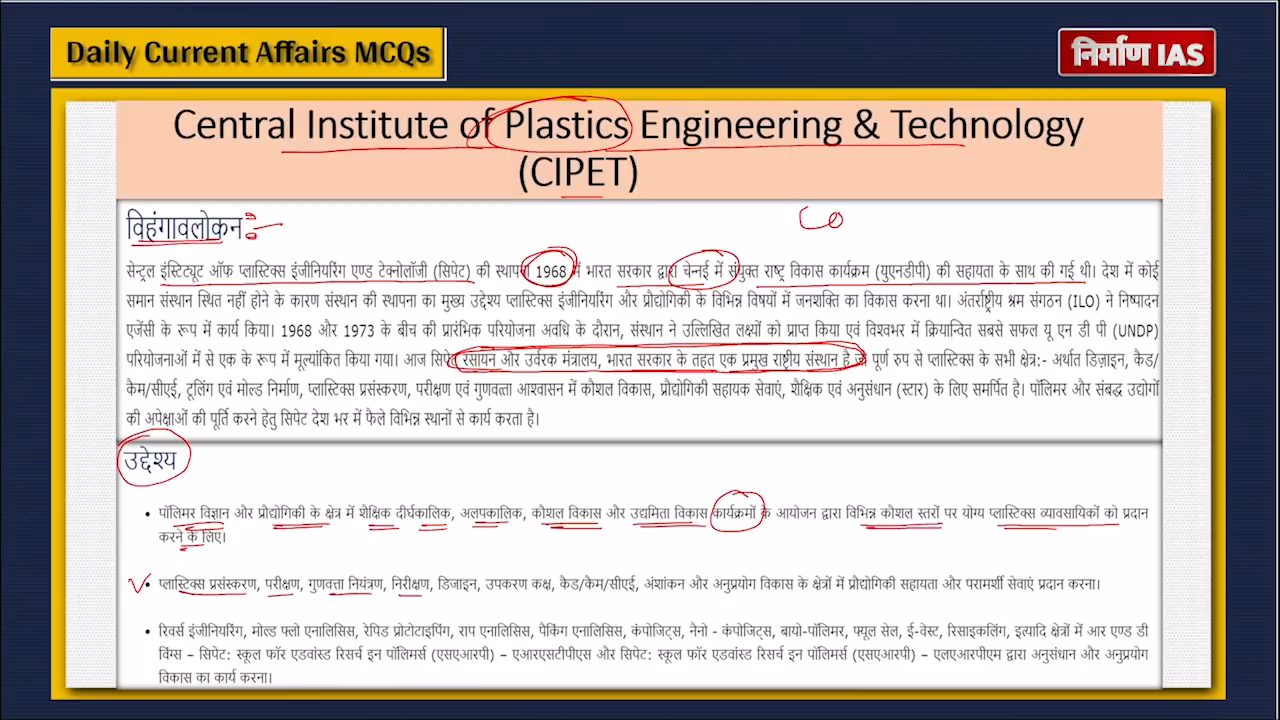 Daily Current Affairs MCQs
निर्माण IAS
Central Institute of Plastics Engineering & Technology
(CIPET)
विहंगावलोकन
सेन्ट्रल इंस्टिट्यूट ऑफ प्लास्टिक्स इंजीनियरिंग एण्ड टेक्नोलॉजी (सिपेट) की स्थापना 1968 भारत सरकार द्वारा चेन्नई में संयुक्त राष्ट्र विकास कार्यक्रम (यूएनडीपी) की सहायता के साथ की गई थी। देश में कोई
समान संस्थान स्थित नहीं होने के कारण संस्थान की स्थापना का मुख्य उद्देश्य प्लास्टिक्स इंजीनियरिंग और प्रौद्योगिकी के विभिन्न विषयों में जनशक्ति का विकास करना था। अंतर्राष्ट्रीय श्रम संगठन (ILO) ने निष्पादन
एजेंसी के रूप में कार्य किया। 1968 और 1973 के बीच की प्रारंभिक परियोजना अवधि के दौरान, संस्थान ने उल्लिखित लक्ष्यों को प्राप्त किया एवं विश्वभर में क्रियान्वित सबसे सफल यू एन डी पी (UNDP)
परियोजनाओं में से एक के रूप में मूल्यांकित किया गया। आज सिपेट रसायन और उर्वरक मंत्रालय, भारत सरकार के तहत एक प्रमुख राष्ट्रीय संस्थान है जो पूर्ण रुप से प्लास्टिक्स के सभी क्षेत्र:- अर्थात डिजाइन, कैड/
कैम/सीएई, टूलिंग एवं मोल्ड निर्माण, प्लास्टिक्स प्रसंस्करण, परीक्षण एवं गुणवत्ता आश्वासन में कौशल विकास, प्रौद्योगिकी सहायक सेवाएं, शैक्षिक एवं अनुसंधान के लिए समर्पित है। पॉलिमर और संबद्ध उद्योगों
की अपेक्षाओं की पूर्ति करने हेतु सिपेट देश भर में फैले विभिन्न स्थानों से कार्य करता है।
उद्देश्य
• पॉलिमर विज्ञान और प्रौद्योगिकी के क्षेत्र में शैक्षिक दीर्घकालिक, अल्पकालिक, कौशल विकास और उद्यमिता विकास कार्यक्रमों के आयोजन द्वारा विभिन्न कौशल स्तरों पर योग्य प्लास्टिक्स व्यावसायिकों को प्रदान
करने के लिए।
• प्लास्टिक्स प्रसंस्करण, परीक्षण, गुणवत्ता नियंत्रण, निरीक्षण, डिजाइन कैड/कैम/सीएई, अंशांकन और अनुप्रयोग विकास के क्षेत्रों में प्रौद्योगिकी सहायता और परामर्शी सेवाएं प्रदान करना।
• रिवर्स इंजीनियरिंग, मोल्ड फ्लो एनालिसिस, रैपिड प्रोटोटाइपिंग, स्ट्रेस एनालिसिस, पैकिंग एनालिसिस, कंपोजिट्स, नैनो - कंपोजिट्स, बायो पॉलिमर, फ्यूल सेल, ई-वेस्ट रिसाइकलिंग, इत्यादि क्षेत्रों में आर एण्ड डी
विंग्स – सिपेट: स्कूल फॉर एडवांस्ड रिसर्च इन पॉलिमर्स (एसएआरपी) – एआरएसटीपीएस और सिपेट: स्कूल फॉर एडवांस्ड रिसर्च इन पॉलिमर्स (एसएआरपी) - एलएआरपीएम द्वारा अनुसंधान और अनुप्रयोग
विकास का कार्य करना।